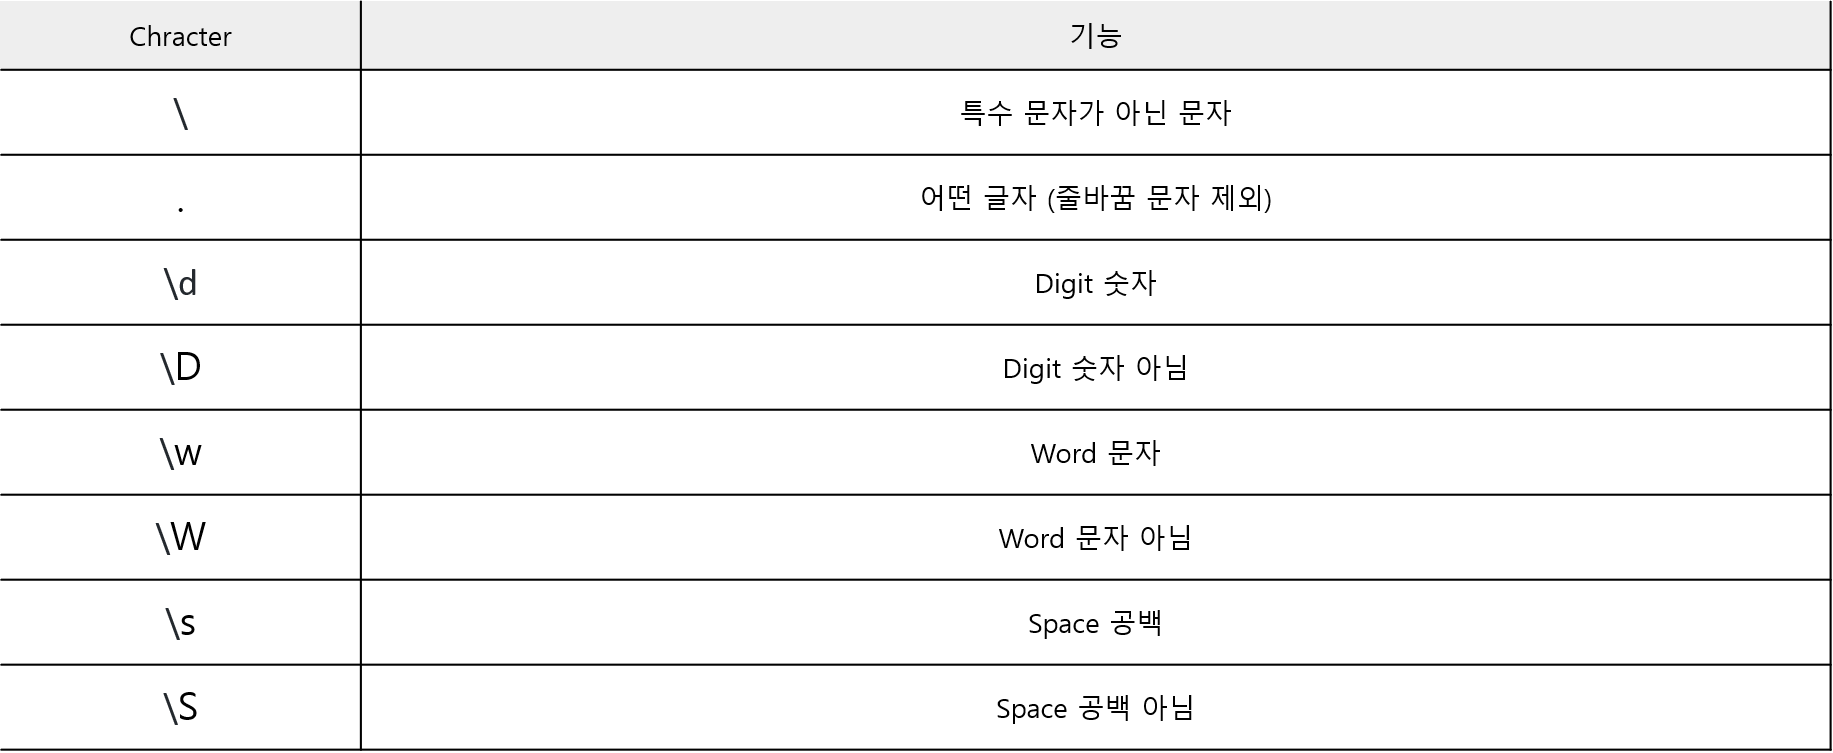 Chracter 기능
\ 특수 문자가 아닌 문자
. 어떤 글자 (줄바꿈 문자 제외)
\d Digit 숫자
\D Digit 숫자 아님
\w Word 문자
\W Word 문자 아님
\s Space 공백
\S Space 공백 아님